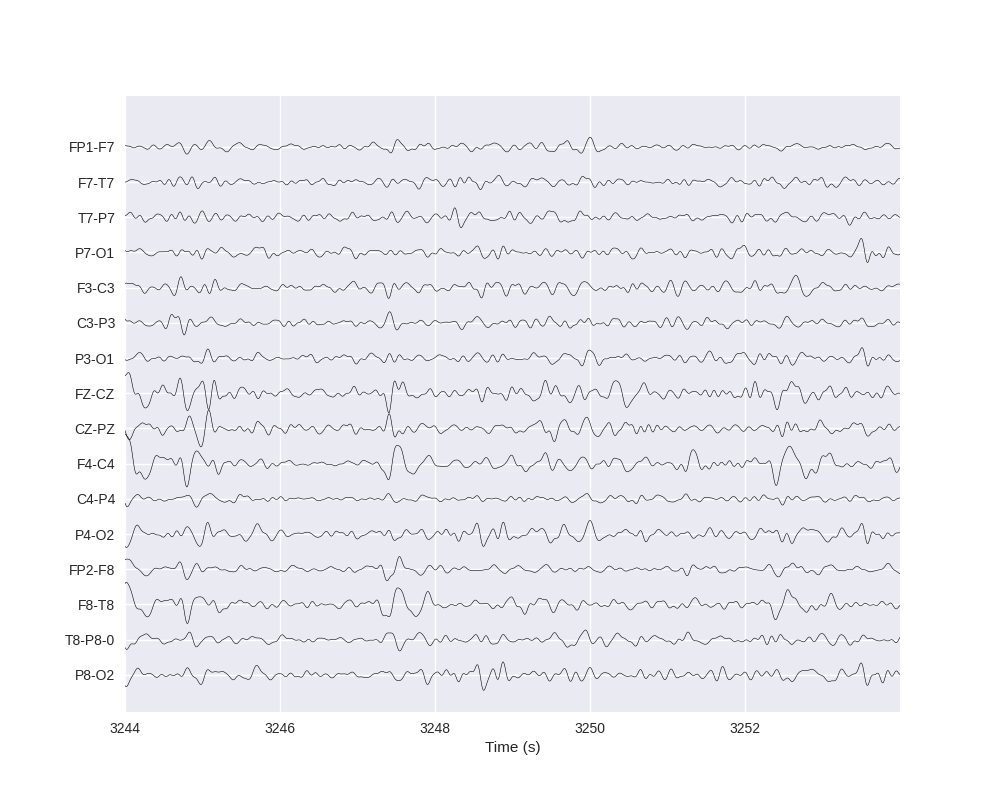 FP1-F7
F7-T7
T7-P7
P7-O1
F3-C3
C3-P3
P3-O1
FZ-CZ
CZ-PZ
F4-C4
C4-P4
P4-O2
FP2-F8
F8-T8
T8-P8-0
P8-O2
3244 3246 3248 3250 3252
Time (s)